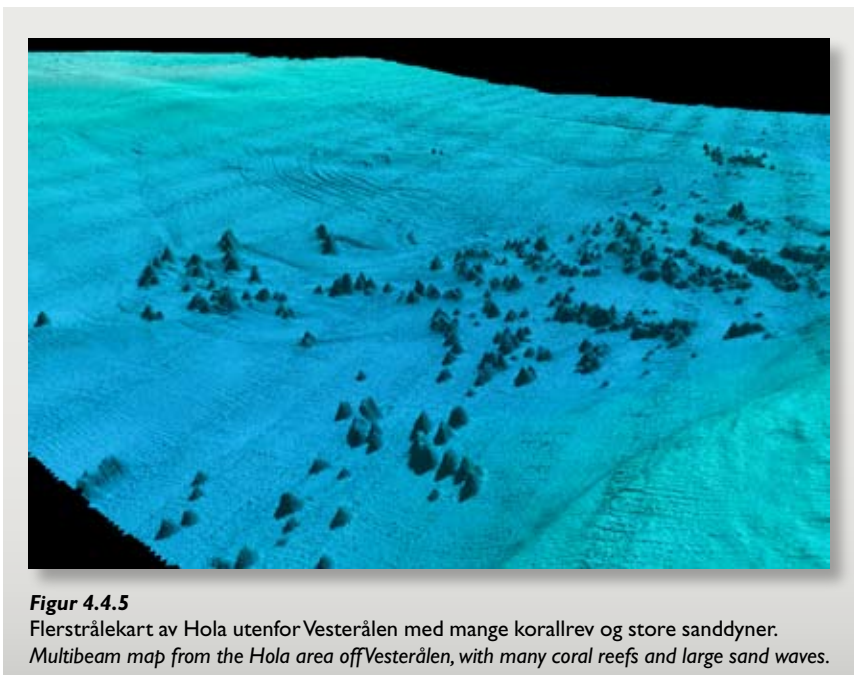 Figur 4.4.5
Flerstrålekart av Hola utenfor Vesterålen med mange korallrev og store sanddyner.
Multibeam map from the Hola area off Vesterålen, with many coral reefs and large sand waves.